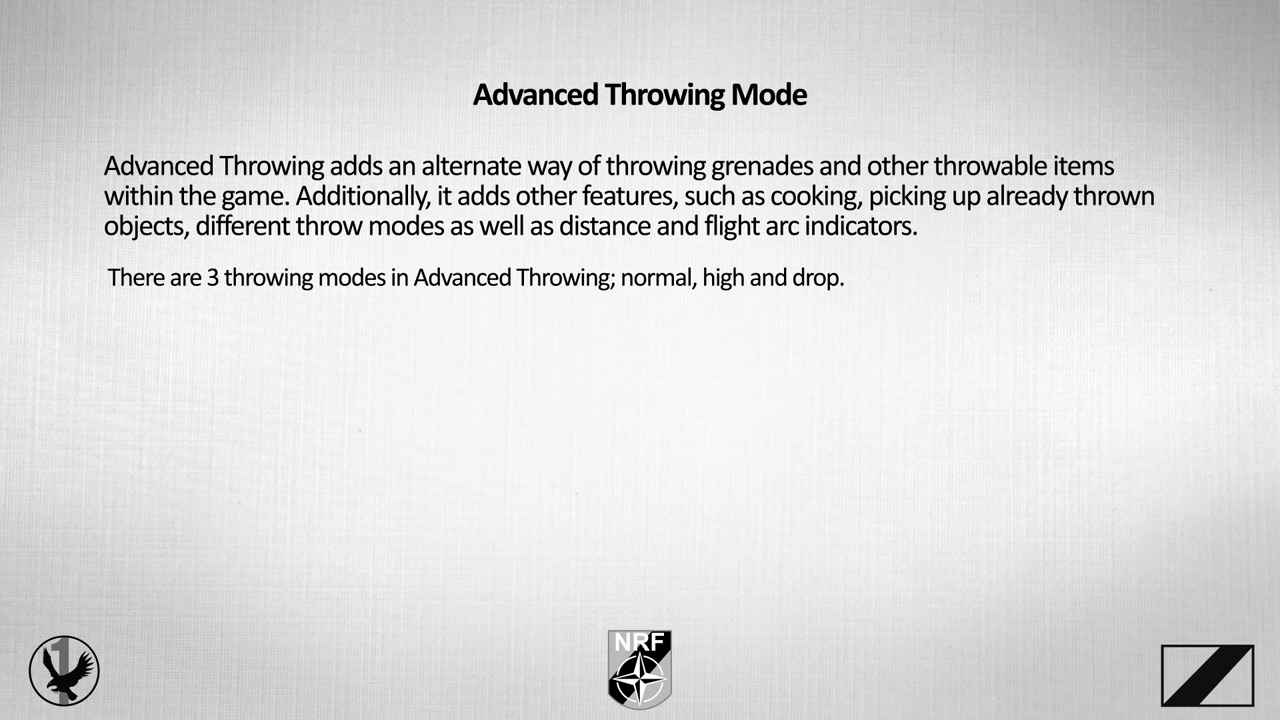 Advanced Throwing Mode
Advanced Throwing adds an alternate way of throwing grenades and other throwable items
within the game. Additionally, it adds other features, such as cooking, picking up already thrown
objects, different throw modes as well as distance and flight arc indicators.
There are 3 throwing modes in Advanced Throwing; normal, high and drop.
1
NRF